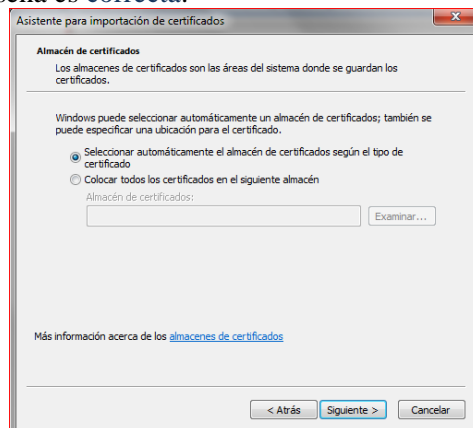 es correcta.
Asistente para importación de certificados
Almacén de certificados
Los almacenes de certificados son las áreas del sistema donde se guardan los
certificados.
Windows puede seleccionar automáticamente un almacén de certificados; también se
puede especificar una ubicación para el certificado.
Seleccionar automáticamente el almacén de certificados según el tipo de
certificado
Colocar todos los certificados en el siguiente almacén
Almacén de certificados:
Examinar...
Más información acerca de los almacenes de certificados
< Atrás Siguiente > Cancelar